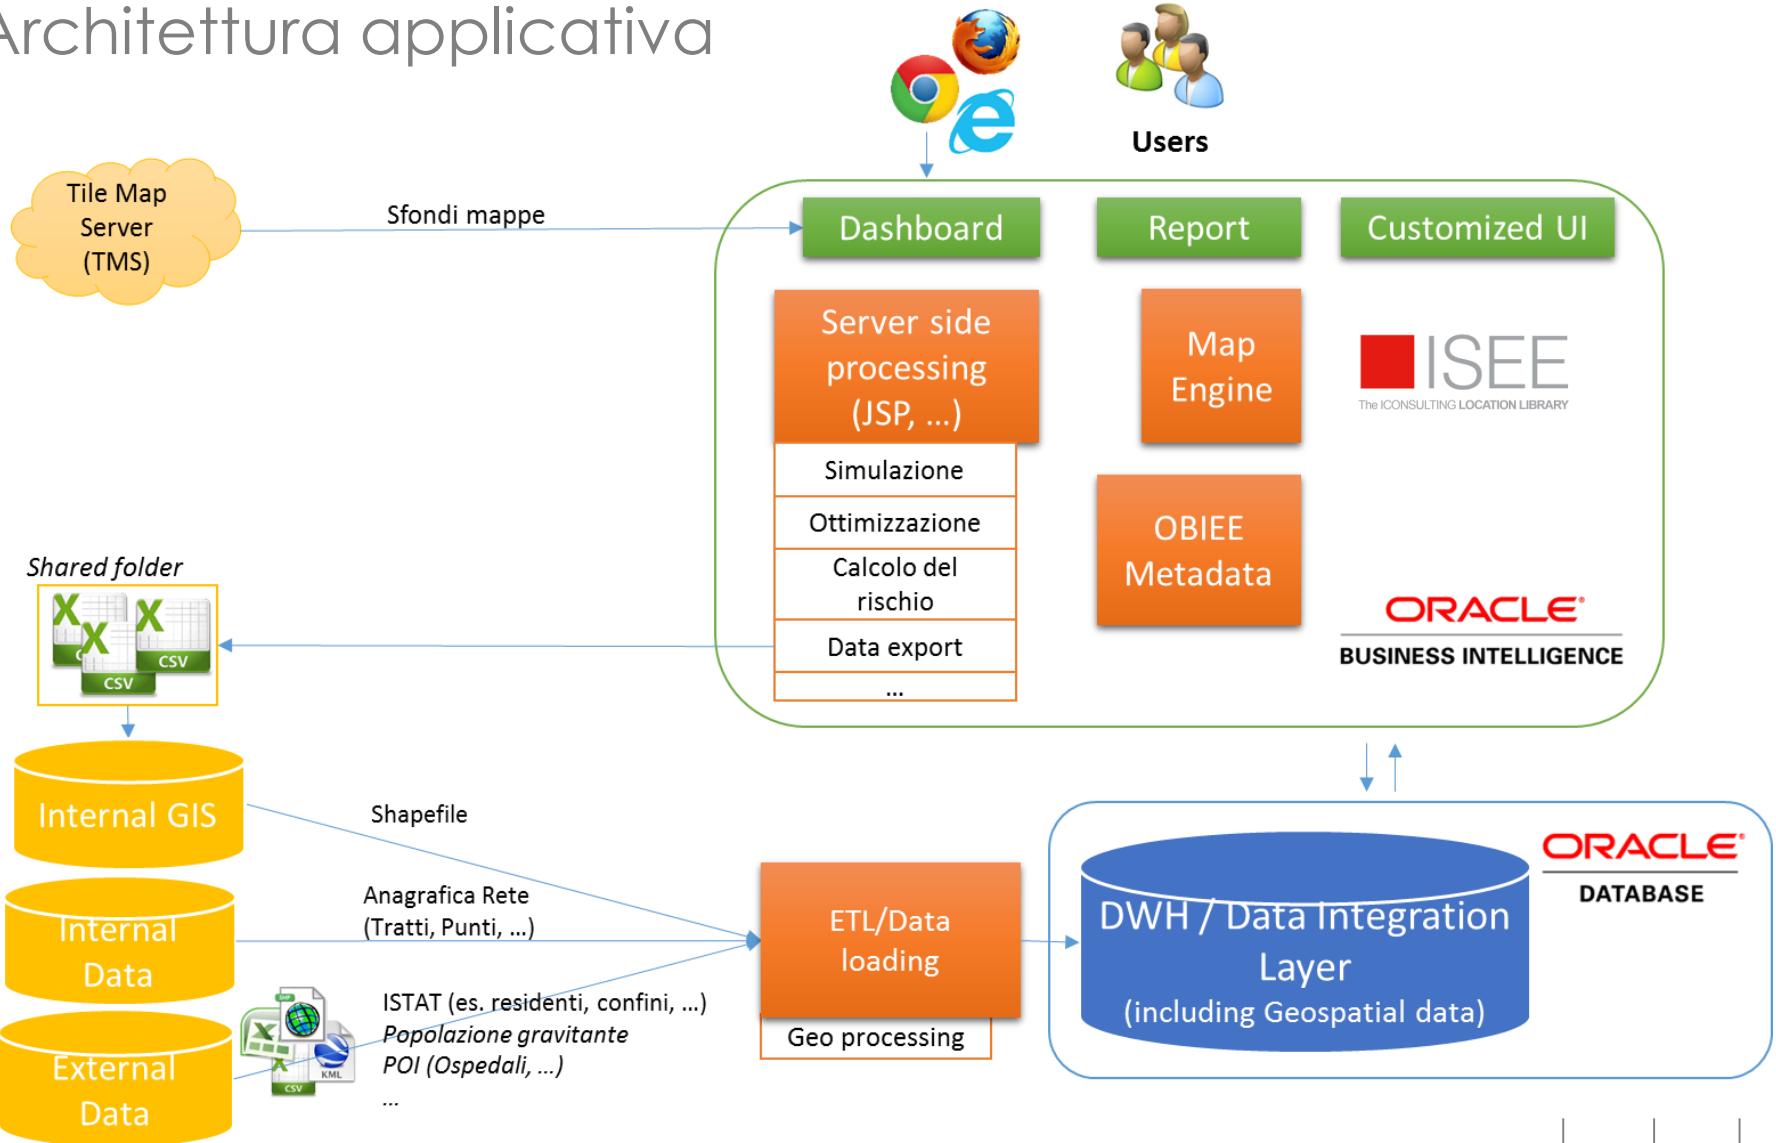 Architettura applicativa
Users
Tile Map
Server
(TMS)
Sfondi mappe
Dashboard
Report
Customized UI
Server side
processing
(JSP, ...)
Map
Engine
ISEE
The ICONSULTING LOCATION LIBRARY
Simulazione
Ottimizzazione
Calcolo del
rischio
Data export
...
OBIEE
Metadata
ORACLE
BUSINESS INTELLIGENCE
Shared folder
CSV
CSV
Internal GIS
Shapefile
Internal
Data
Anagrafica Rete
(Tratti, Punti, ...)
External
Data
SHP
KML
CSV
ISTAT (es. residenti, confini, ...)
Popolazione gravitante
POI (Ospedali, ...)
...
ETL/Data
loading
Geo processing
DWH / Data Integration
Layer
(including Geospatial data)
ORACLE
DATABASE